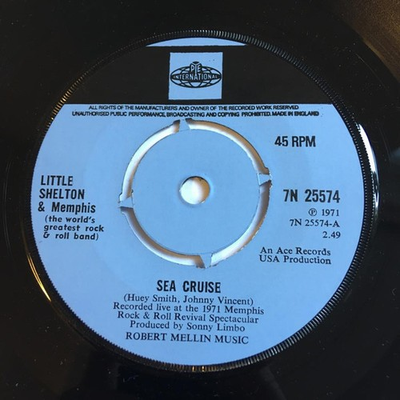 PYE
INTERNATIONAL
ALL RIGHTS OF THE MANUFACTURERS AND OWNER OF THE RECORDED WORK RESERVED
UNAUTHORISED PUBLIC PERFORMANCE, BROADCASTING AND COPYING PROHIBITED. MADE IN ENGLAND
LITTLE
SHELTON
& Memphis
(the world's
greatest rock
& roll band)
45 RPM
7N 25574
Ⓟ 1971
7N 25574-A
2.49
An Ace Records
USA Production
SEA CRUISE
(Huey Smith, Johnny Vincent)
Recorded live at the 1971 Memphis
Rock & Roll Revival Spectacular
Produced by Sonny Limbo
ROBERT MELLIN MUSIC